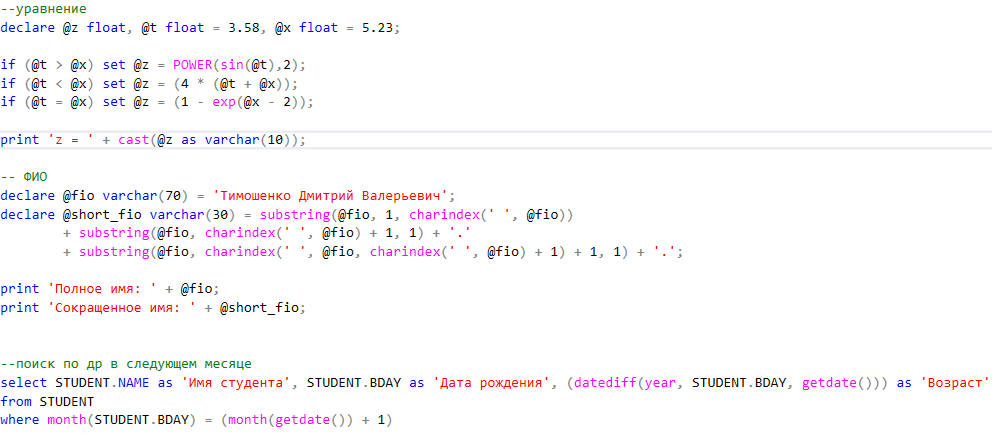 --уравнение
declare @z float, @t float = 3.58, @x float = 5.23;
if (@t > @x) set @z = POWER(sin(@t),2);
if (@t < @x) set @z = (4 * (@t + @x));
if (@t = @x) set @z = (1 - exp(@x - 2));
print 'z = ' + cast(@z as varchar(10));
-- ФИО
declare @fio varchar(70) = 'Тимошенко Дмитрий Валерьевич';
declare @short_fio varchar(30) = substring(@fio, 1, charindex(' ', @fio))
+ substring(@fio, charindex(' ', @fio) + 1, 1) + '.'
+ substring(@fio, charindex(' ', @fio, charindex(' ', @fio) + 1) + 1, 1) + '.';
print 'Полное имя: ' + @fio;
print 'Сокращенное имя: ' + @short_fio;
--поиск по др в следующем месяце
select STUDENT.NAME as 'Имя студента', STUDENT.BDAY as 'Дата рождения', (datediff(year, STUDENT.BDAY, getdate())) as 'Возраст'
from STUDENT
where month(STUDENT.BDAY) = (month(getdate()) + 1)